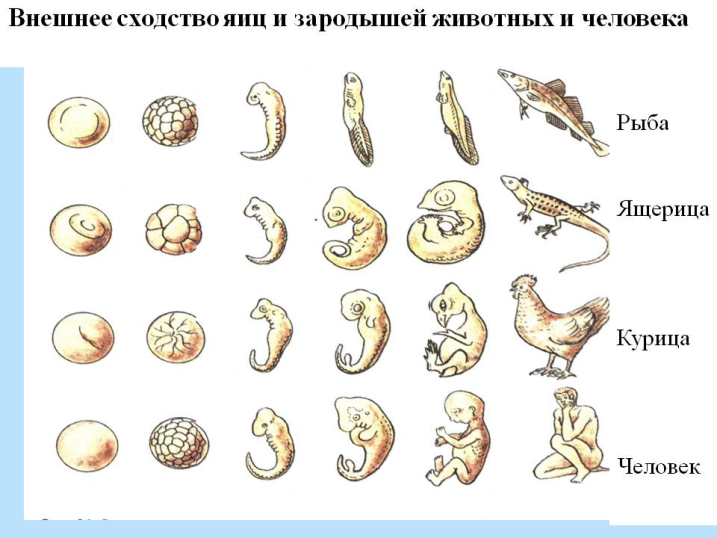 Внешнее сходство яиц и зародышей животных и человека
Рыба
Ящерица
Курица
Человек